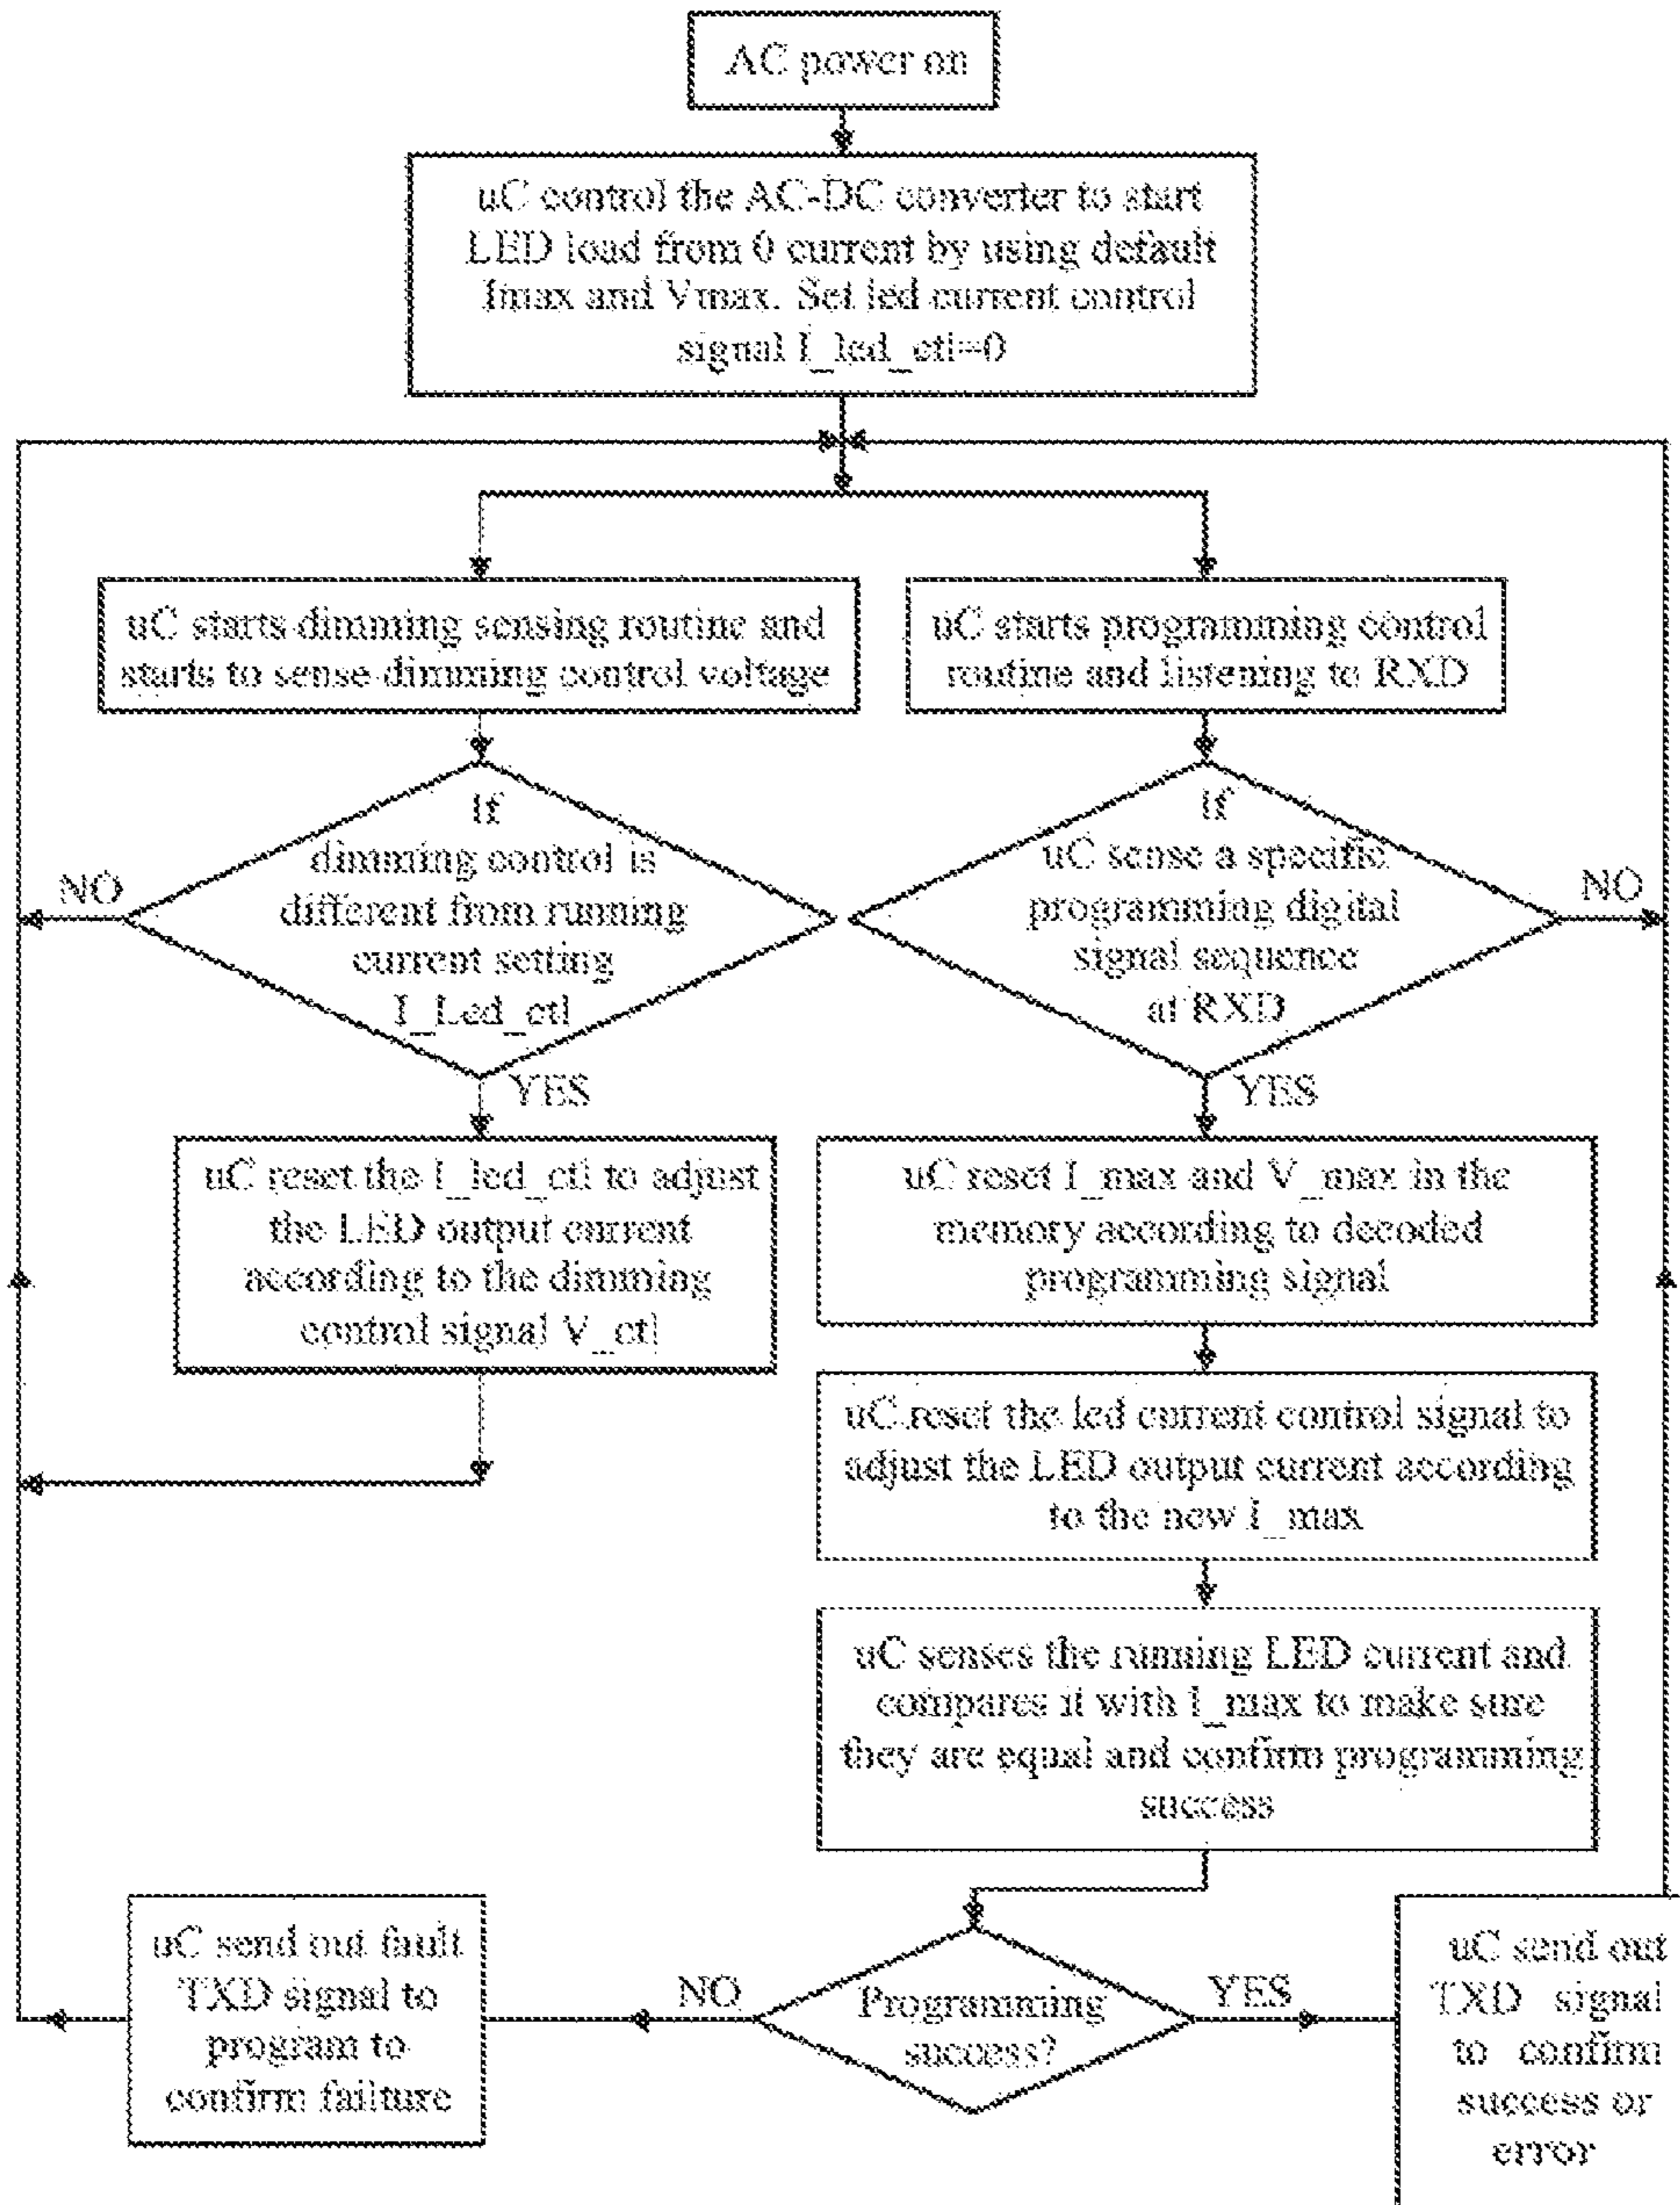 AC power on
uC control the AC-DC converter to start
LED load from 0 current by using default
Imax and Vmax. Set led current control
signal I_led_ctl=0
uC starts dimming sensing routine and
starts to sense dimming control voltage
uC starts programming control
routine and listening to RXD
If
dimming control is
different from running
current setting
I_Led_ctl
NO
YES
If
uC sense a specific
programming digital
signal sequence
at RXD
NO
YES
uC reset the I_led_ctl to adjust
the LED output current
according to the dimming
control signal V_ctl
uC reset I_max and V_max in the
memory according to decoded
programming signal
uC reset the led current control signal to
adjust the LED output current according
to the new I_max
uC senses the running LED current and
compares it with I_max to make sure
they are equal and confirm programming
success
Programming
success?
NO
YES
uC send out fault
TXD signal to
program to
confirm failture
uC send out
TXD signal
to confirm
success or
error